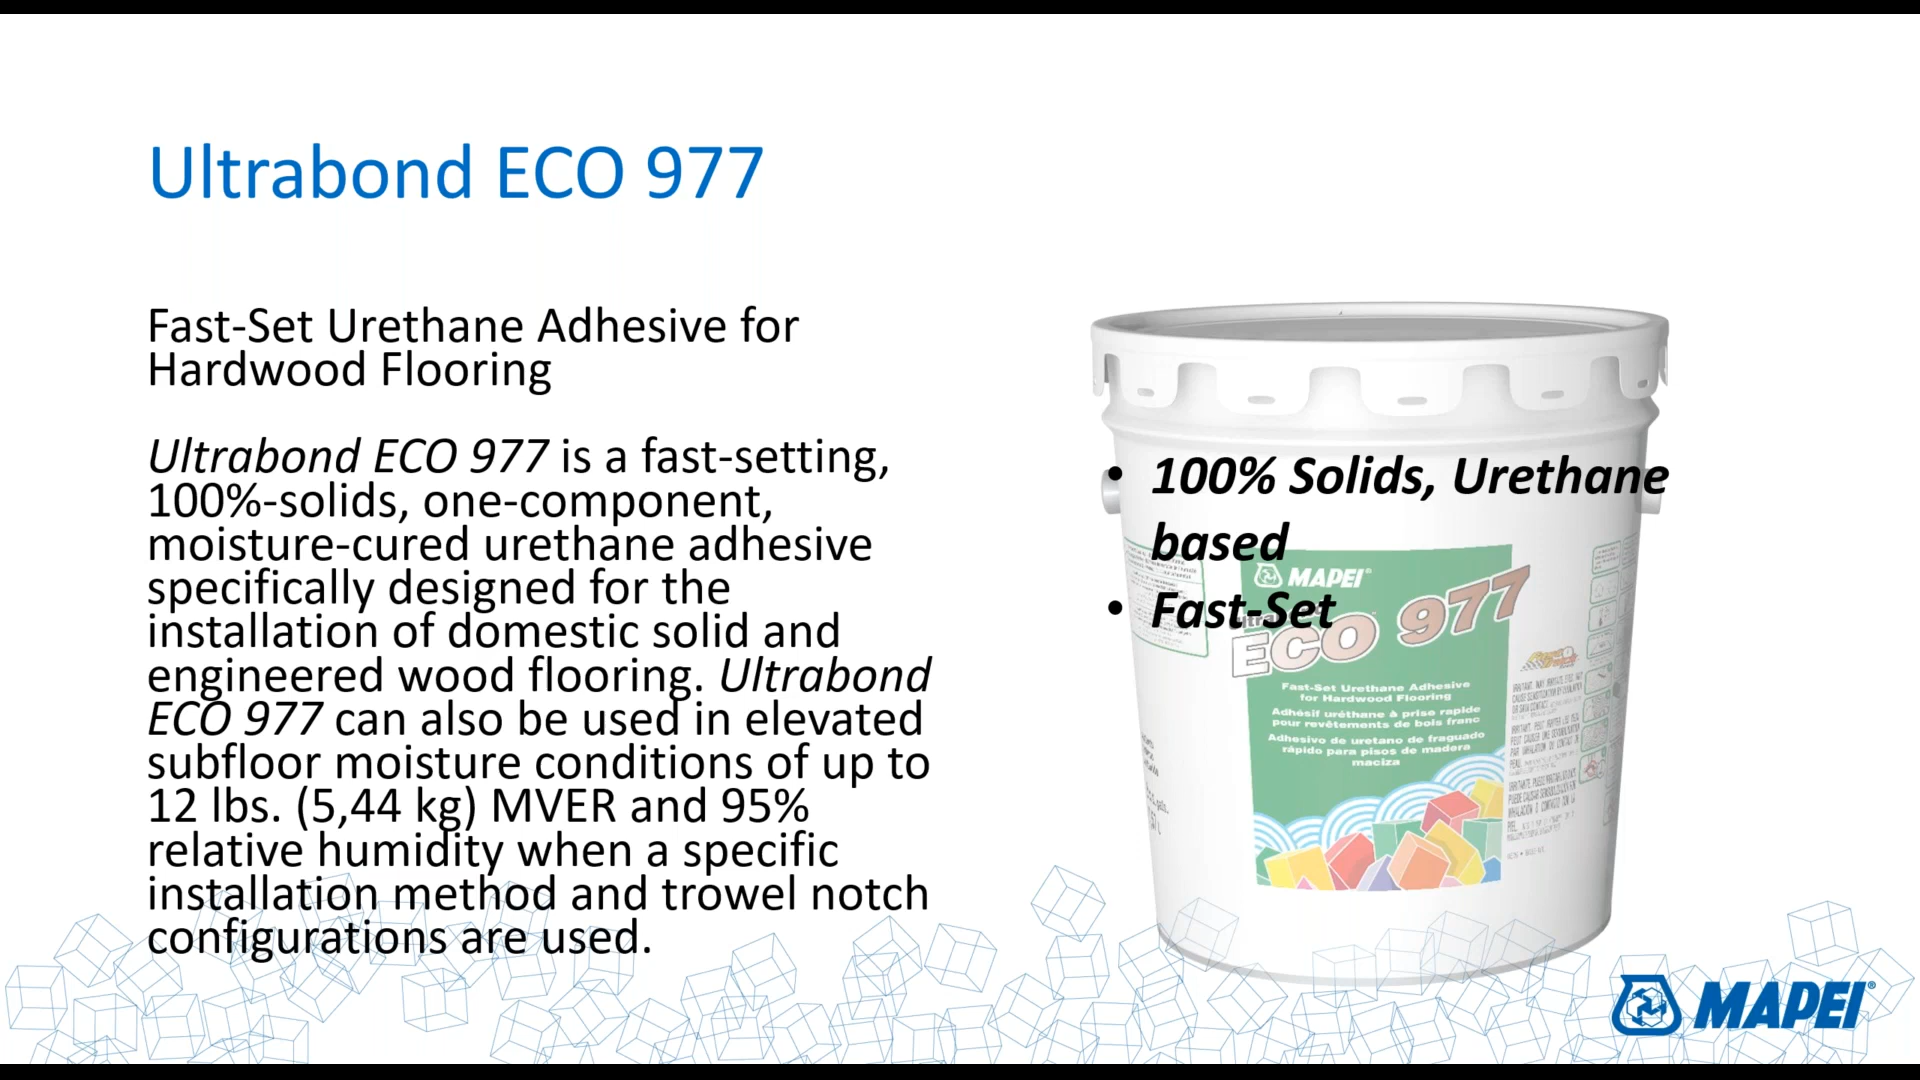 Ultrabond ECO 977
Fast-Set Urethane Adhesive for
Hardwood Flooring
Ultrabond ECO 977 is a fast-setting,
100%-solids, one-component,
moisture-cured urethane adhesive
specifically designed for the
installation of domestic solid and
engineered wood flooring. Ultrabond
ECO 977 can also be used in elevated
subfloor moisture conditions of up to
12 lbs. (5,44 kg) MVER and 95%
relative humidity when a specific
installation method and trowel notch
configurations are used.
• 100% Solids, Urethane
based
• Fast-Set
MAPEI®
ECO 977
Fast-Set Urethane Adhesive
for Hardwood Flooring
Adhésif uréthane à prise rapide
pour revêtements de bois franc
Adhesivo de uretano de fraguado
rápido para pisos de madera
maciza
MAPEI®